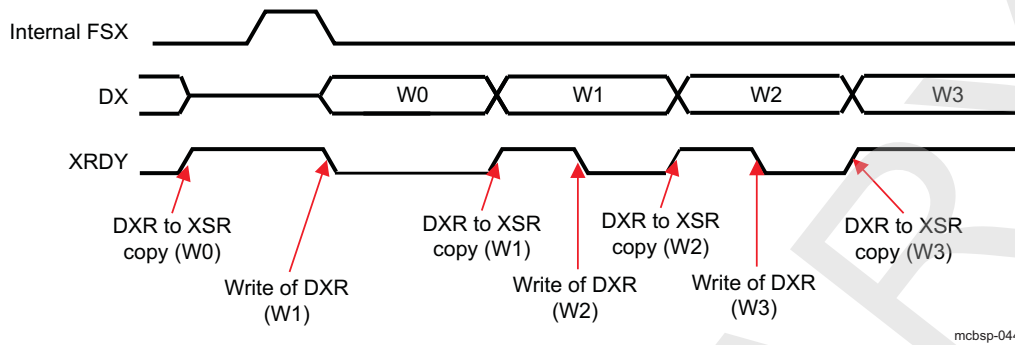 Internal FSX
DX
W0
W1
W2
W3
XRDY
DXR to XSR
copy (W0)
Write of DXR
(W1)
DXR to XSR
copy (W1)
Write of DXR
(W2)
DXR to XSR
copy (W2)
Write of DXR
(W3)
DXR to XSR
copy (W3)